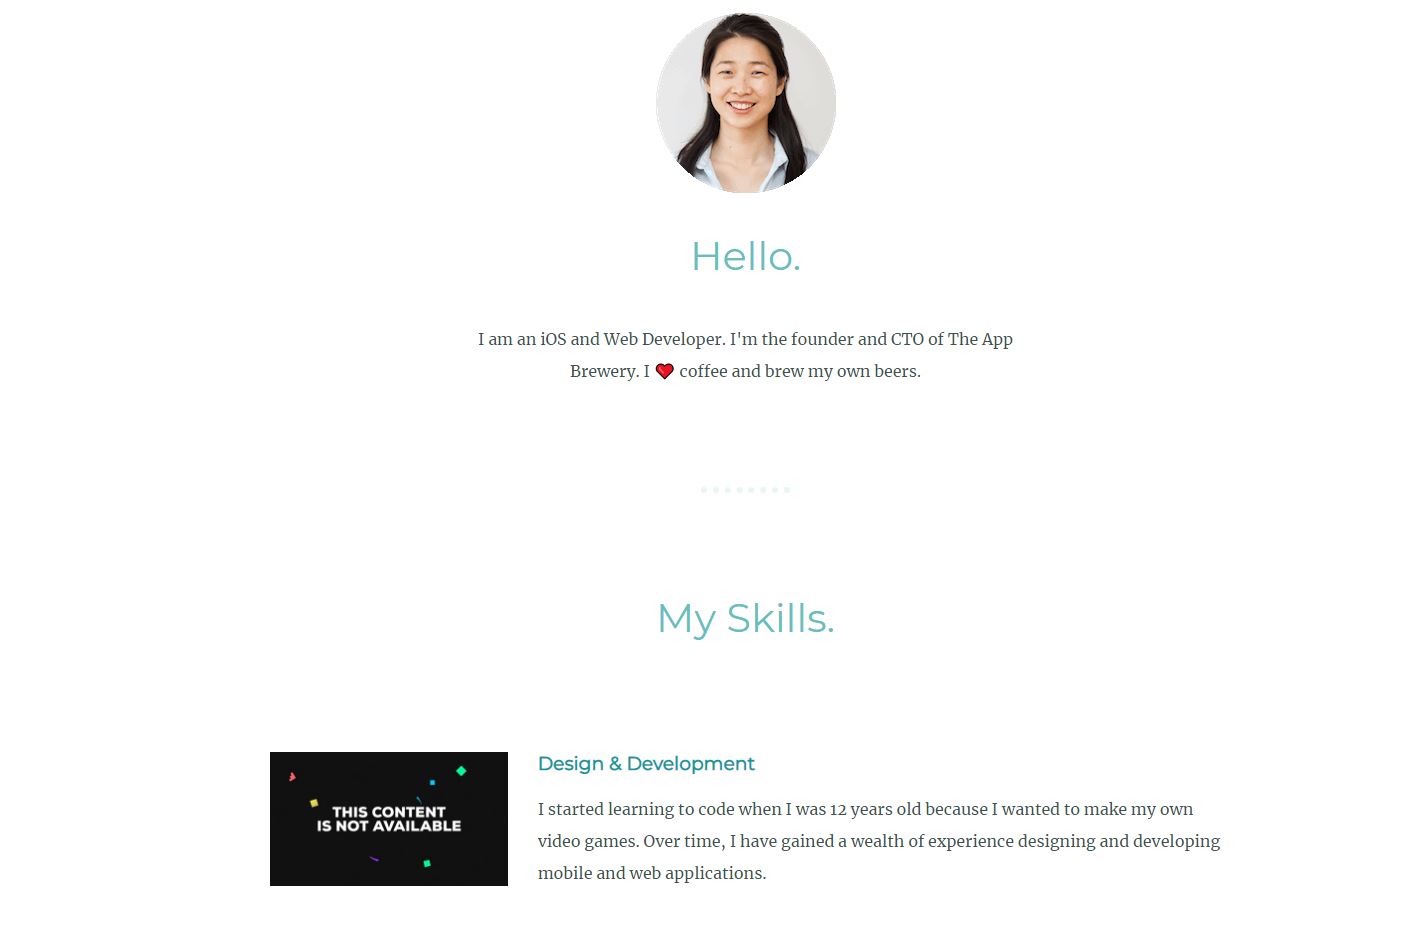 Hello.
I am an iOS and Web Developer. I'm the founder and CTO of The App
Brewery. I ❤ coffee and brew my own beers.
My Skills.
THIS CONTENT
IS NOT AVAILABLE
Design & Development
I started learning to code when I was 12 years old because I wanted to make my own
video games. Over time, I have gained a wealth of experience designing and developing
mobile and web applications.